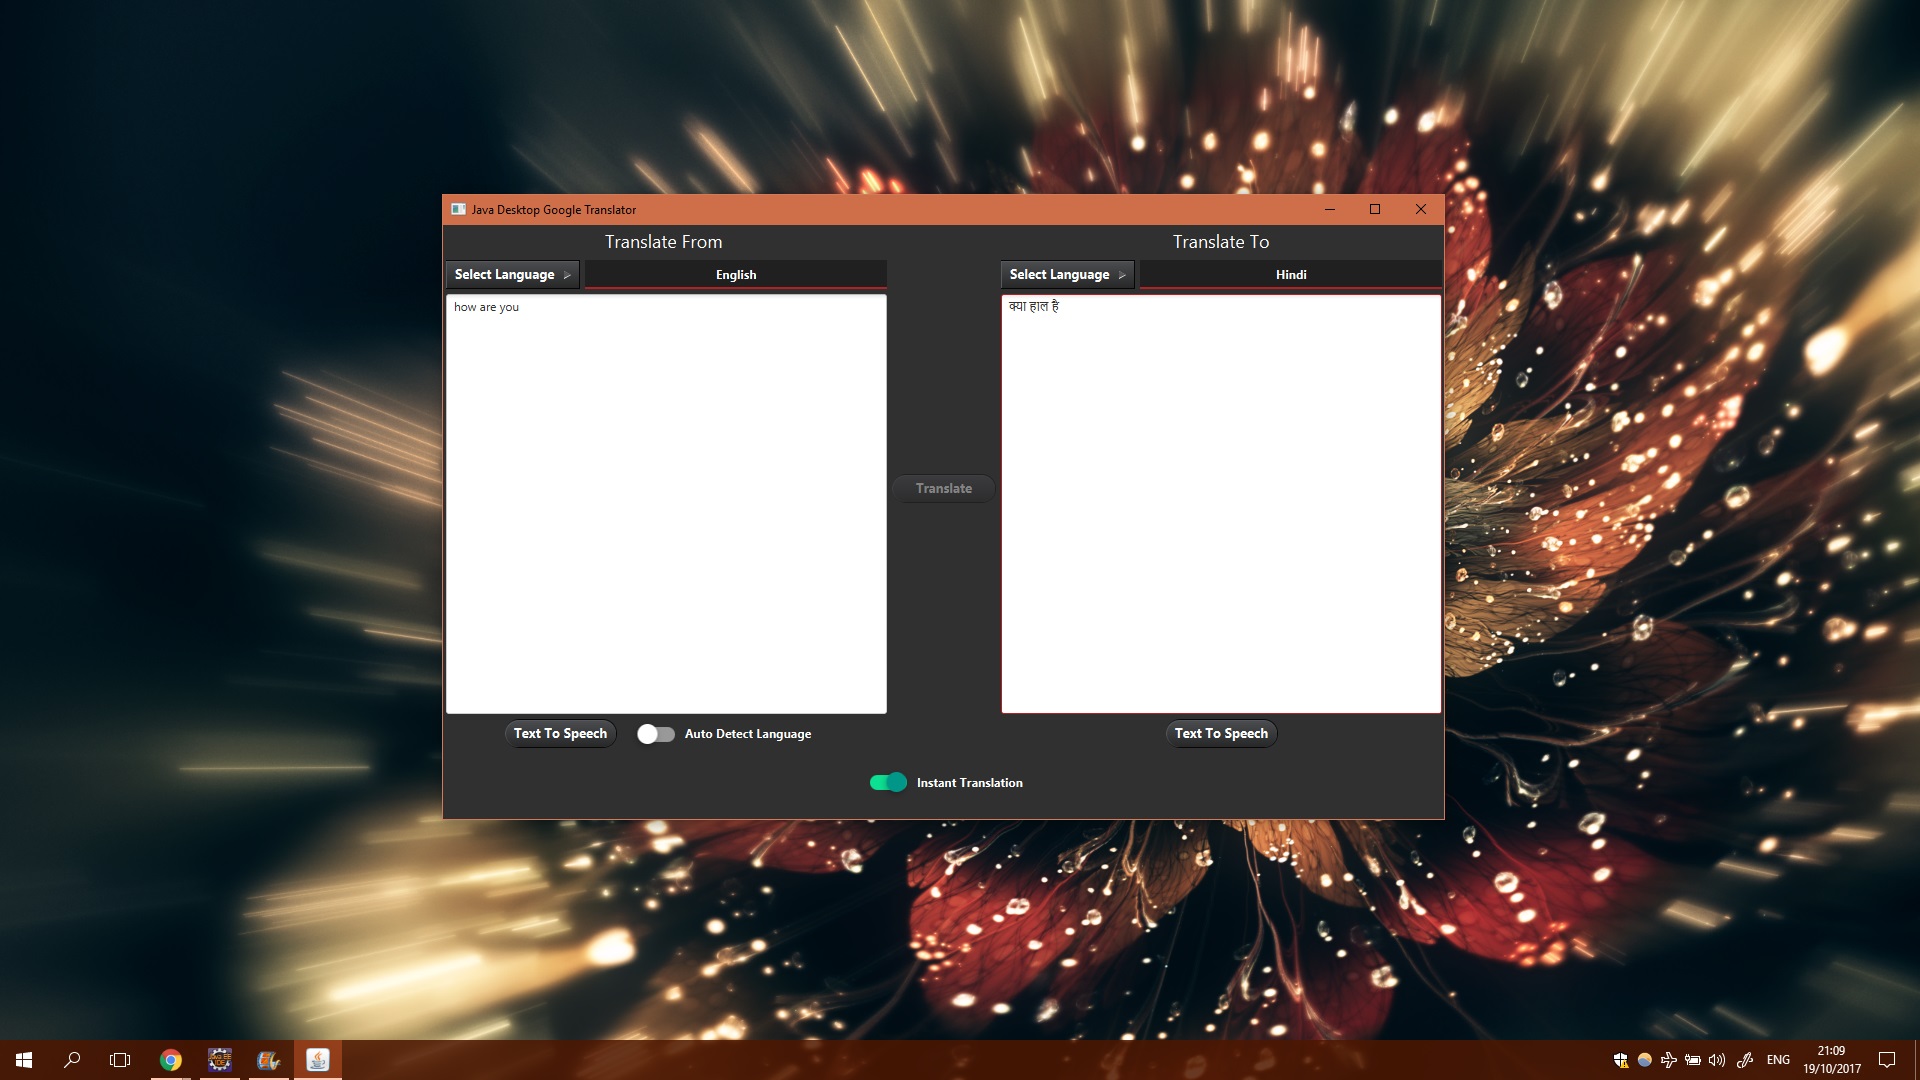 Java Desktop Google Translator
Translate From
Translate To
Select Language
English
Select Language
Hindi
how are you
क्या हाल है
Translate
Text To Speech
Auto Detect Language
Text To Speech
Instant Translation
ENG
21:09
19/10/2017